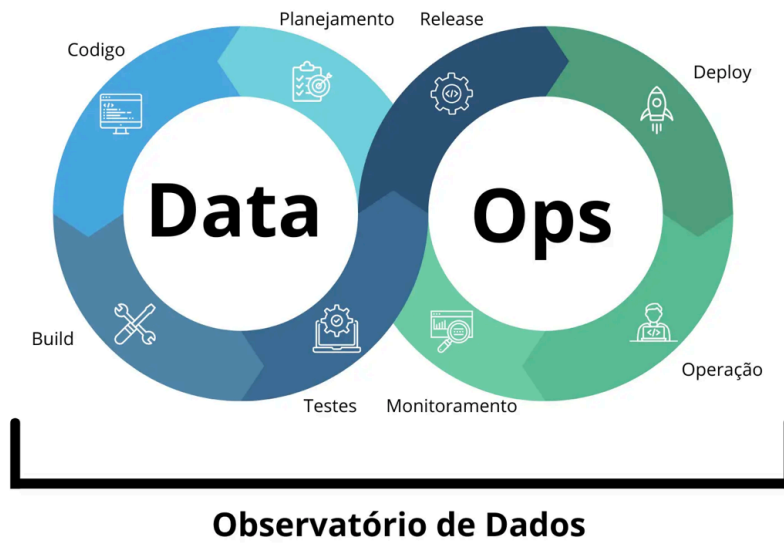 Planejamento
Release
Codigo
Deploy
Data
Ops
Build
Operação
Testes
Monitoramento
Observatório de Dados